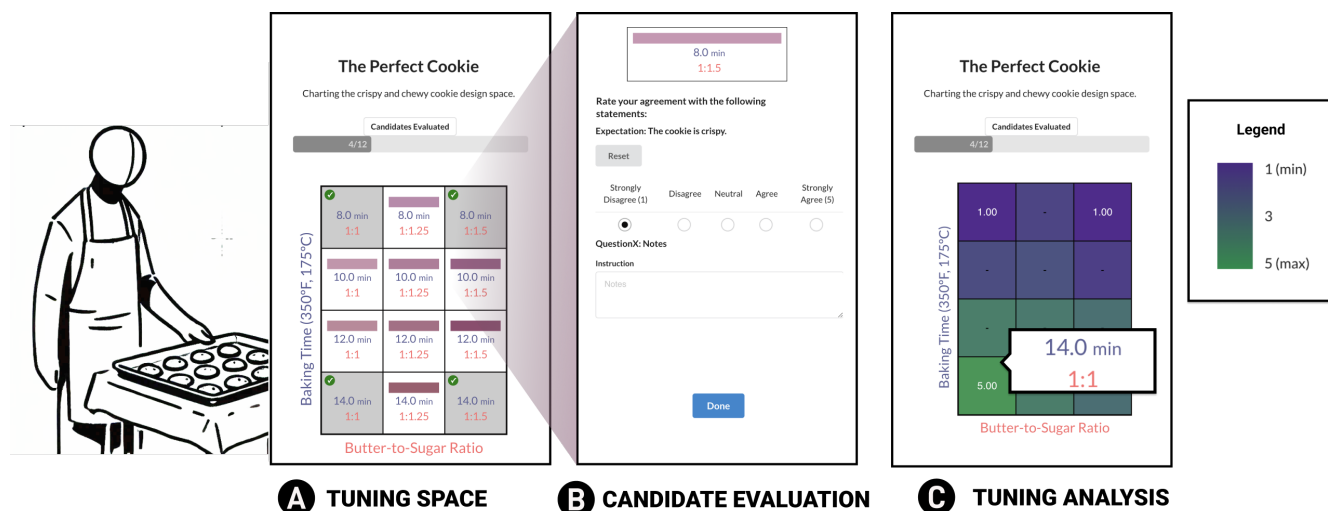 The Perfect Cookie
Charting the crispy and chewy cookie design space.
Candidates Evaluated
4/12
Baking Time (350°F, 175°C)
8.0 min
1:1
8.0 min
1:1.25
8.0 min
1:1.5
10.0 min
1:1
10.0 min
1:1.25
10.0 min
1:1.5
12.0 min
1:1
12.0 min
1:1.25
12.0 min
1:1.5
14.0 min
1:1
14.0 min
1:1.25
14.0 min
1:1.5
Butter-to-Sugar Ratio
A TUNING SPACE
8.0 min
1:1.5
Rate your agreement with the following
statements:
Expectation: The cookie is crispy.
Reset
Strongly
Disagree (1)
Disagree
Neutral
Agree
Strongly
Agree (5)
QuestionX: Notes
Instruction
Notes
Done
B CANDIDATE EVALUATION
The Perfect Cookie
Charting the crispy and chewy cookie design space.
Candidates Evaluated
4/12
Baking Time (350°F, 175°C)
1.00
-
1.00
-
-
-
-
14.0 min
1:1
5.00
Butter-to-Sugar Ratio
C TUNING ANALYSIS
Legend
1 (min)
3
5 (max)